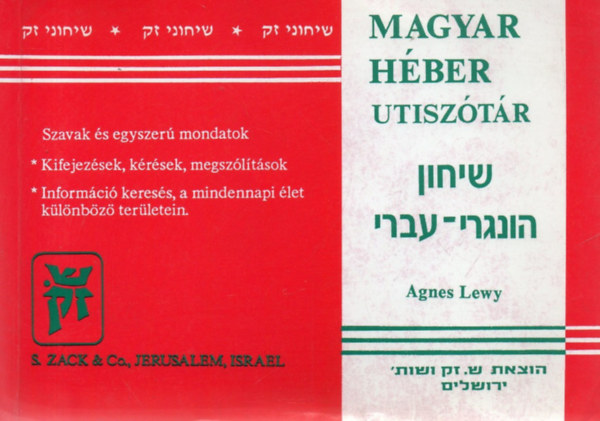 שיחוני זק * שיחוני זק * שיחוני זק
Szavak és egyszerű mondatok
* Kifejezések, kérések, megszólítások
* Információ keresés, a mindennapi élet
különböző területein.
ש. זק
S. ZACK & Co., JERUSALEM, ISRAEL
MAGYAR
HÉBER
UTISZÓTÁR
שיחון
הונגרי-עברי
Agnes Lewy
הוצאת ש. זק ושות'
ירושלים